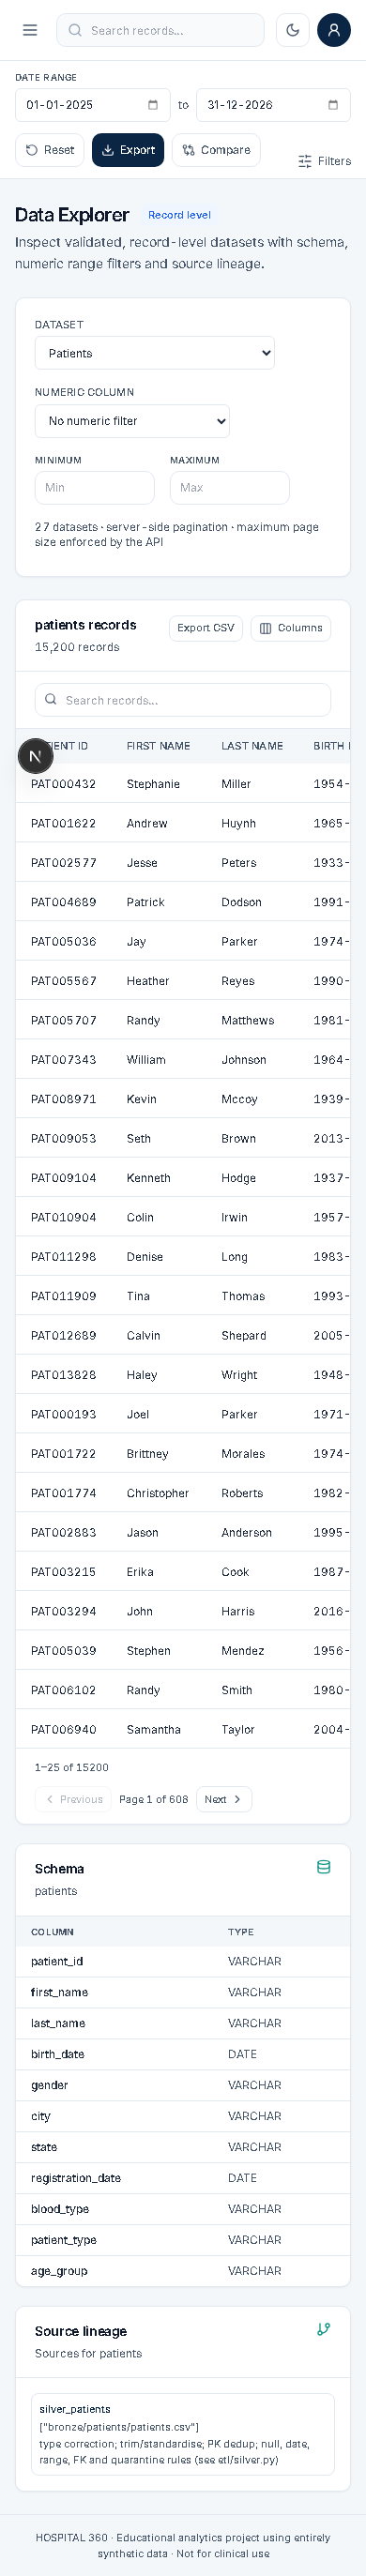 Search records...
DATE RANGE
01-01-2025 to 31-12-2026
Reset Export Compare Filters
Data Explorer Record level
Inspect validated, record-level datasets with schema,
numeric range filters and source lineage.
DATASET
Patients
NUMERIC COLUMN
No numeric filter
MINIMUM MAXIMUM
Min Max
27 datasets · server-side pagination · maximum page
size enforced by the API
patients records Export CSV Columns
15,200 records
Search records...
N
FIRST NAME LAST NAME BIRTH
PAT000432 Stephanie Miller 1954-
PAT001622 Andrew Huynh 1965-
PAT002577 Jesse Peters 1933-
PAT004689 Patrick Dodson 1991-
PAT005036 Jay Parker 1974-
PAT005567 Heather Reyes 1990-
PAT005707 Randy Matthews 1981-
PAT007343 William Johnson 1964-
PAT008971 Kevin Mccoy 1939-
PAT009053 Seth Brown 2013-
PAT009104 Kenneth Hodge 1937-
PAT010904 Colin Irwin 1957-
PAT011298 Denise Long 1983-
PAT011909 Tina Thomas 1993-
PAT012689 Calvin Shepard 2005-
PAT013828 Haley Wright 1948-
PAT000193 Joel Parker 1971-
PAT001722 Brittney Morales 1974-
PAT001774 Christopher Roberts 1982-
PAT002883 Jason Anderson 1995-
PAT003215 Erika Cook 1987-
PAT003294 John Harris 2016-
PAT005039 Stephen Mendez 1956-
PAT006102 Randy Smith 1980-
PAT006940 Samantha Taylor 2004-
1–25 of 15200
Previous Page 1 of 608 Next
Schema
patients
COLUMN TYPE
patient_id VARCHAR
first_name VARCHAR
last_name VARCHAR
birth_date DATE
gender VARCHAR
city VARCHAR
state VARCHAR
registration_date DATE
blood_type VARCHAR
patient_type VARCHAR
age_group VARCHAR
Source lineage
Sources for patients
silver_patients
["bronze/patients/patients.csv"]
type correction; trim/standardise; PK dedup; null, date,
range, FK and quarantine rules (see etl/silver.py)
HOSPITAL 360 · Educational analytics project using entirely
synthetic data · Not for clinical use